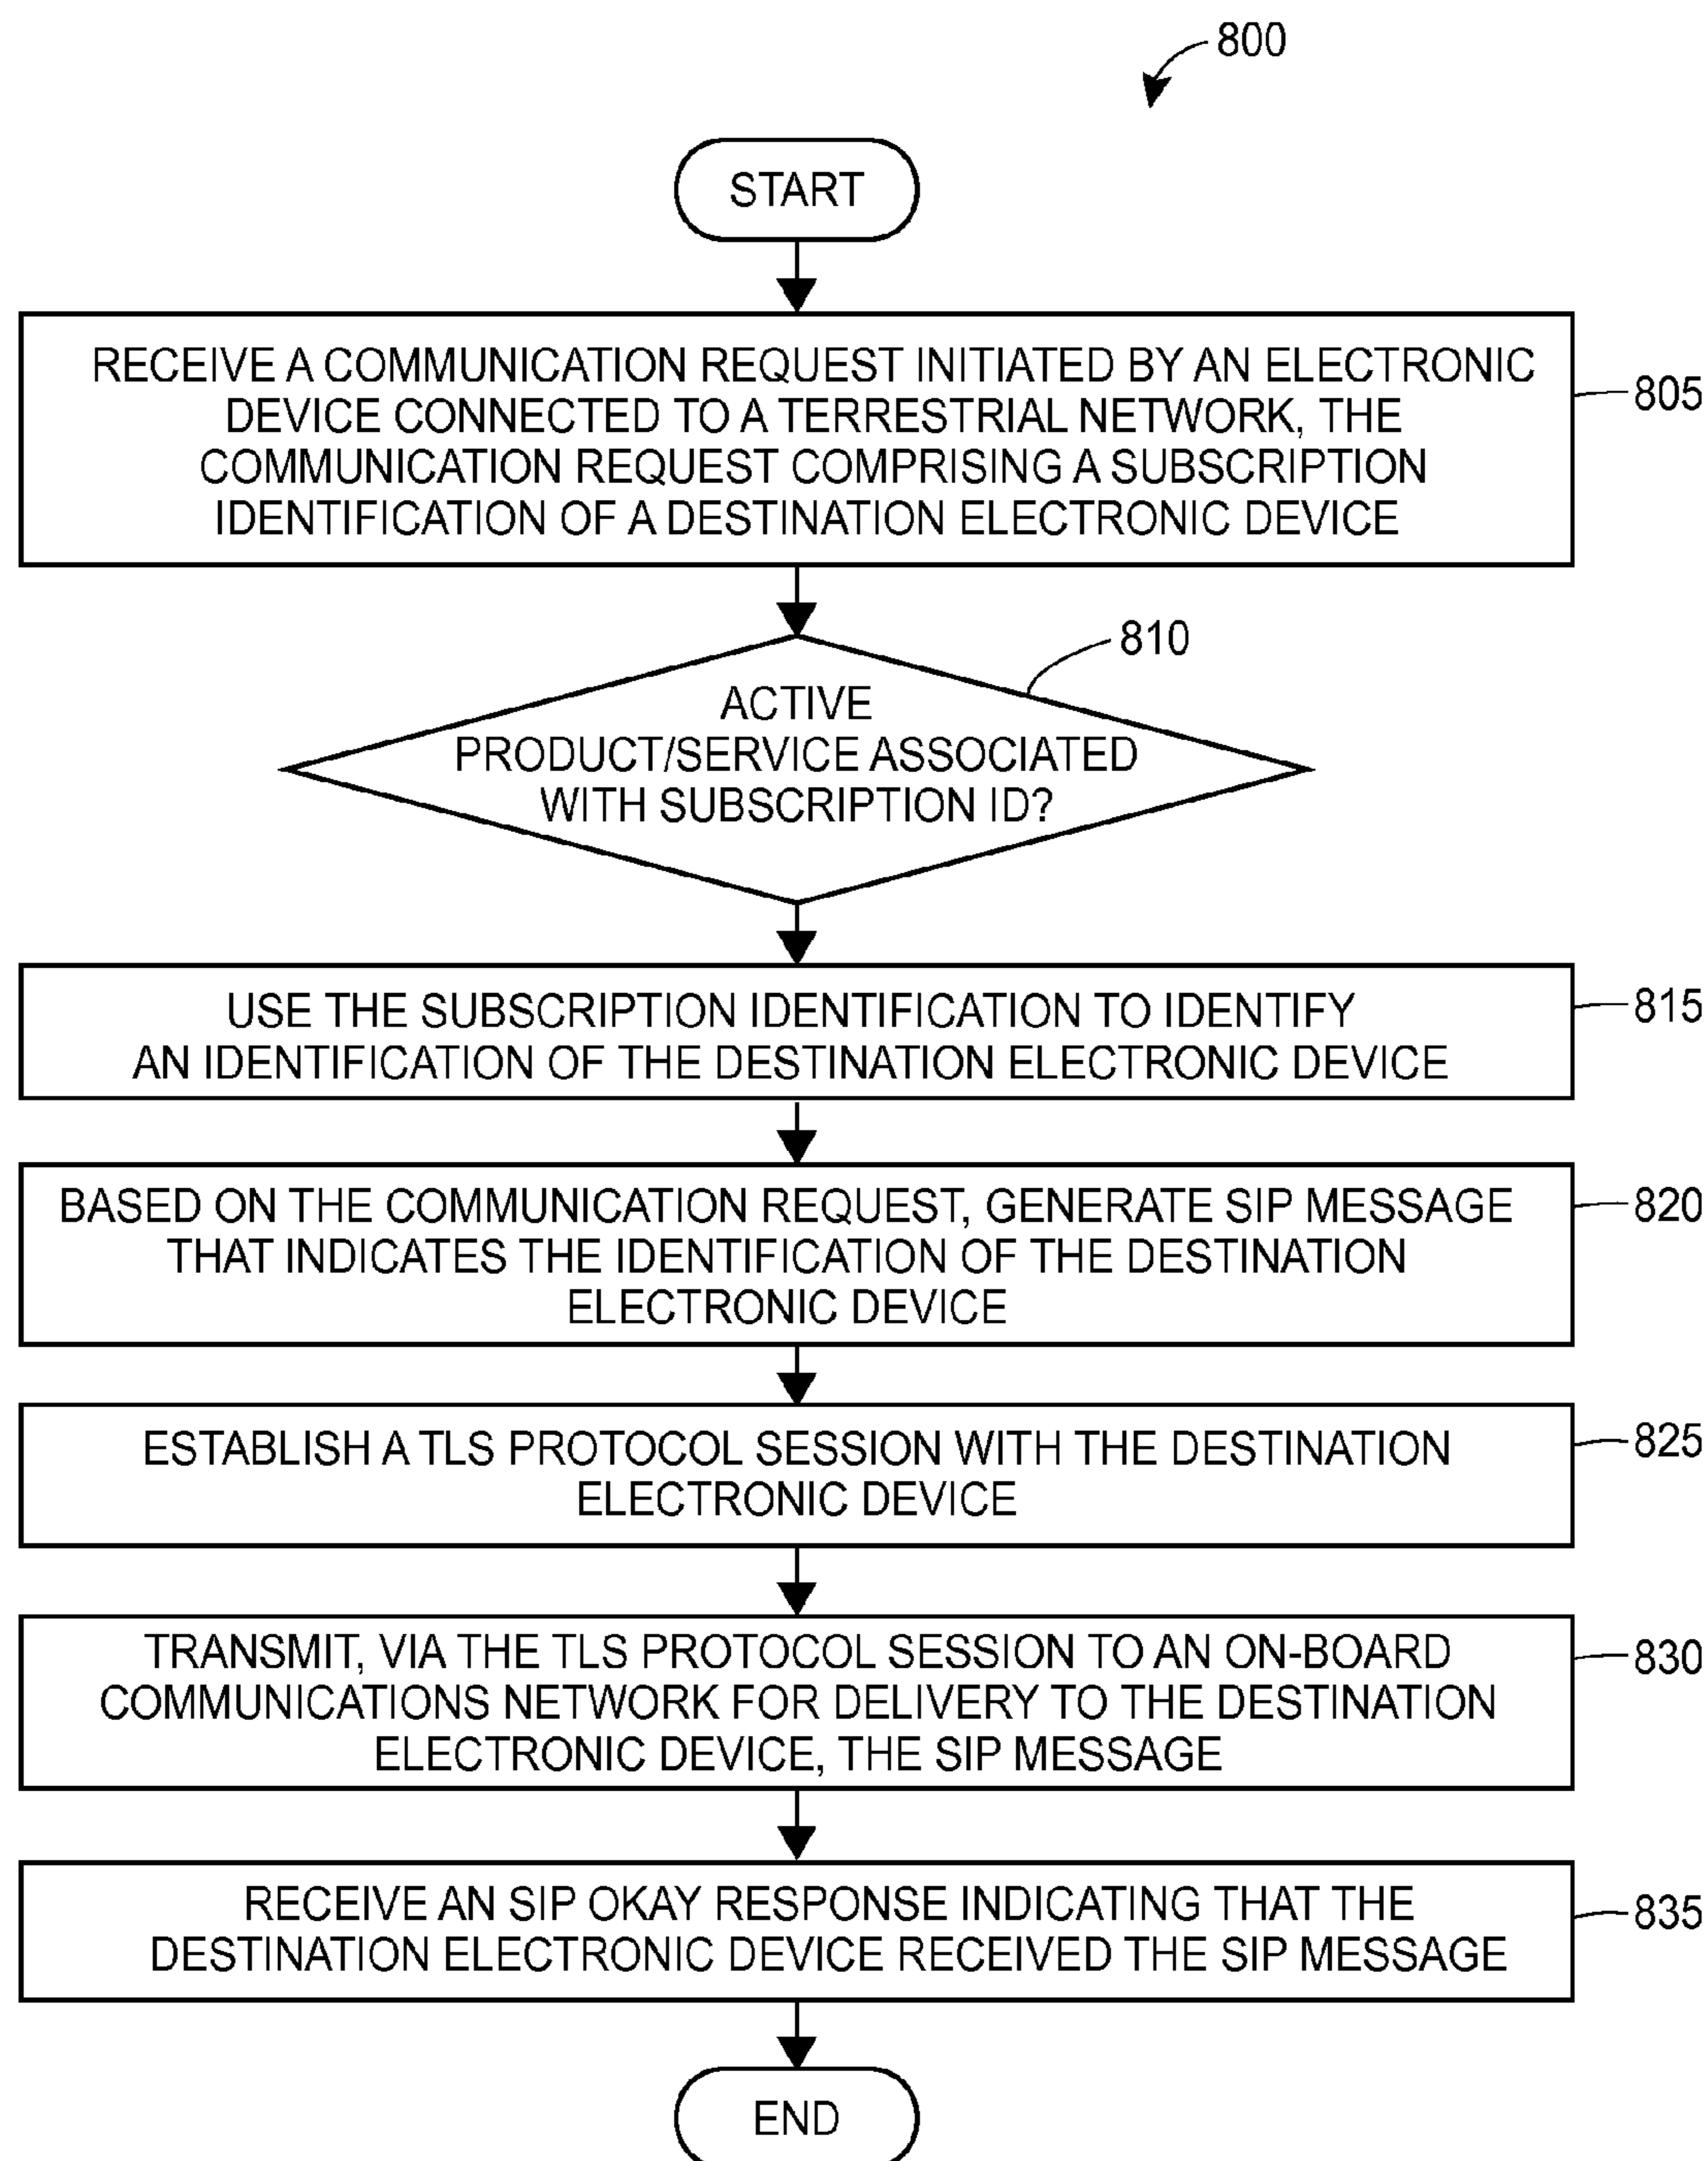 800
START
RECEIVE A COMMUNICATION REQUEST INITIATED BY AN ELECTRONIC
DEVICE CONNECTED TO A TERRESTRIAL NETWORK, THE
COMMUNICATION REQUEST COMPRISING A SUBSCRIPTION
IDENTIFICATION OF A DESTINATION ELECTRONIC DEVICE
805
810
ACTIVE
PRODUCT/SERVICE ASSOCIATED
WITH SUBSCRIPTION ID?
USE THE SUBSCRIPTION IDENTIFICATION TO IDENTIFY
AN IDENTIFICATION OF THE DESTINATION ELECTRONIC DEVICE
815
BASED ON THE COMMUNICATION REQUEST, GENERATE SIP MESSAGE
THAT INDICATES THE IDENTIFICATION OF THE DESTINATION
ELECTRONIC DEVICE
820
ESTABLISH A TLS PROTOCOL SESSION WITH THE DESTINATION
ELECTRONIC DEVICE
825
TRANSMIT, VIA THE TLS PROTOCOL SESSION TO AN ON-BOARD
COMMUNICATIONS NETWORK FOR DELIVERY TO THE DESTINATION
ELECTRONIC DEVICE, THE SIP MESSAGE
830
RECEIVE AN SIP OKAY RESPONSE INDICATING THAT THE
DESTINATION ELECTRONIC DEVICE RECEIVED THE SIP MESSAGE
835
END